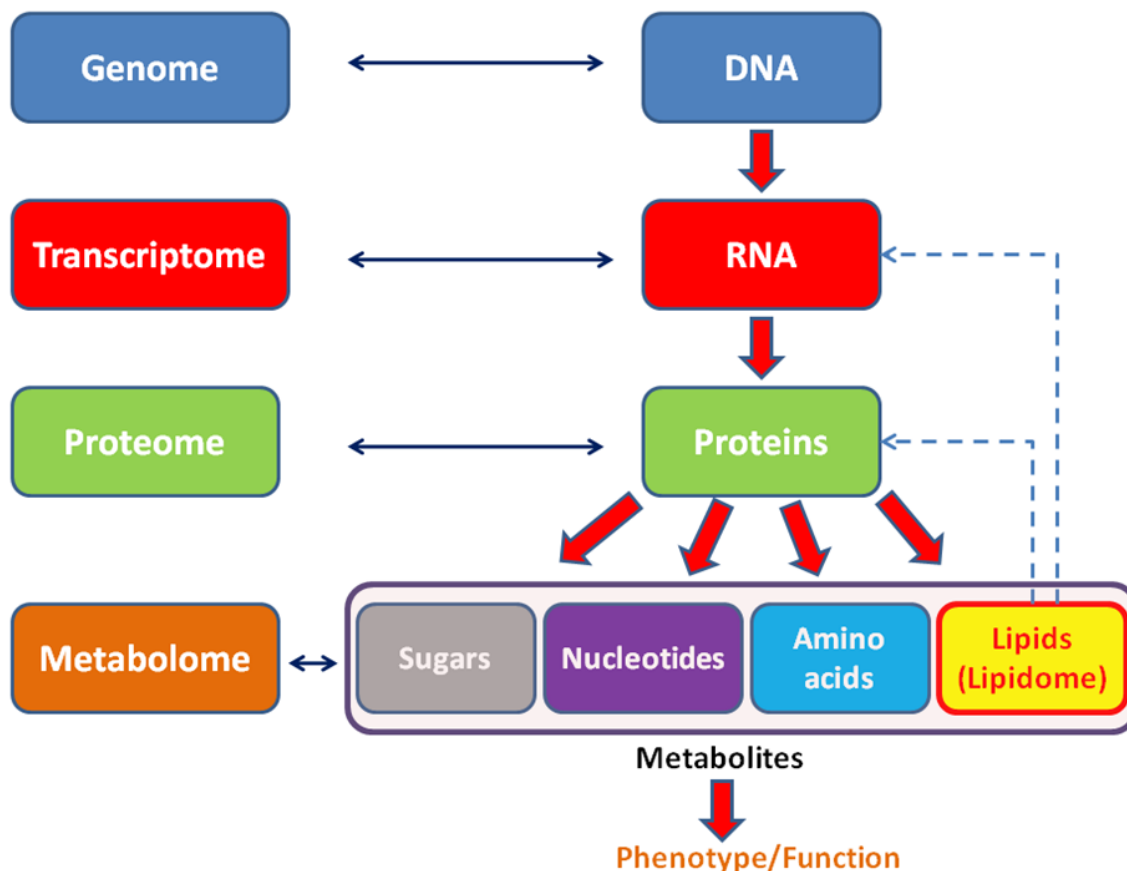 Genome
DNA
Transcriptome
RNA
Proteome
Proteins
Metabolome
Sugars
Nucleotides
Amino
acids
Lipids
(Lipidome)
Metabolites
Phenotype/Function